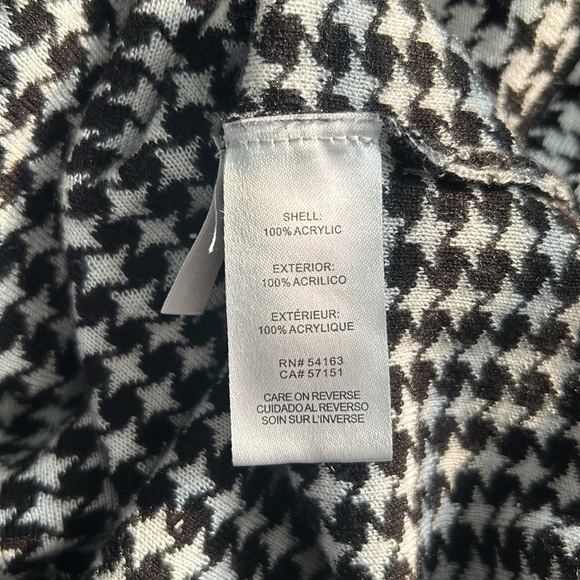 SHELL:
100% ACRYLIC
EXTERIOR:
100% ACRILICO
EXTÉRIEUR:
100% ACRYLIQUE
RN# 54163
CA# 57151
CARE ON REVERSE
CUIDADO AL REVERSO
SOIN SUR L'INVERSE